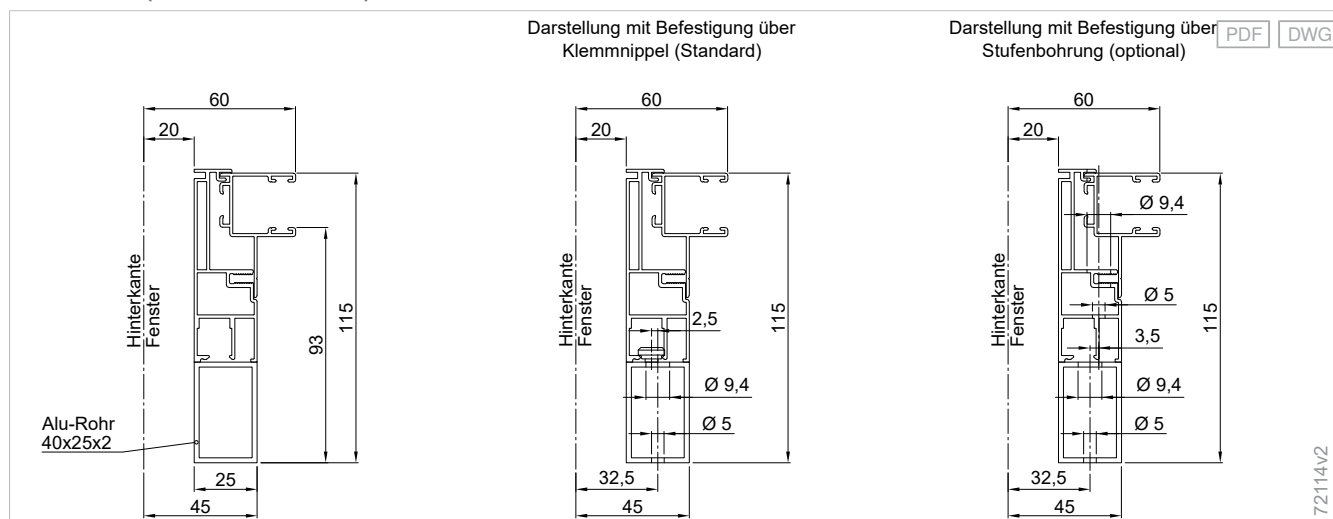 Darstellung mit Befestigung über
Klemmnippel (Standard)
Darstellung mit Befestigung über
Stufenbohrung (optional)
PDF
DWG
60
20
Hinterkante
Fenster
93
115
Alu-Rohr
40x25x2
25
45
60
20
Hinterkante
Fenster
2,5
115
Ø 9,4
Ø 5
32,5
45
60
20
Ø 9,4
Hinterkante
Fenster
Ø 5
3,5
115
Ø 9,4
Ø 5
32,5
45
72114v2